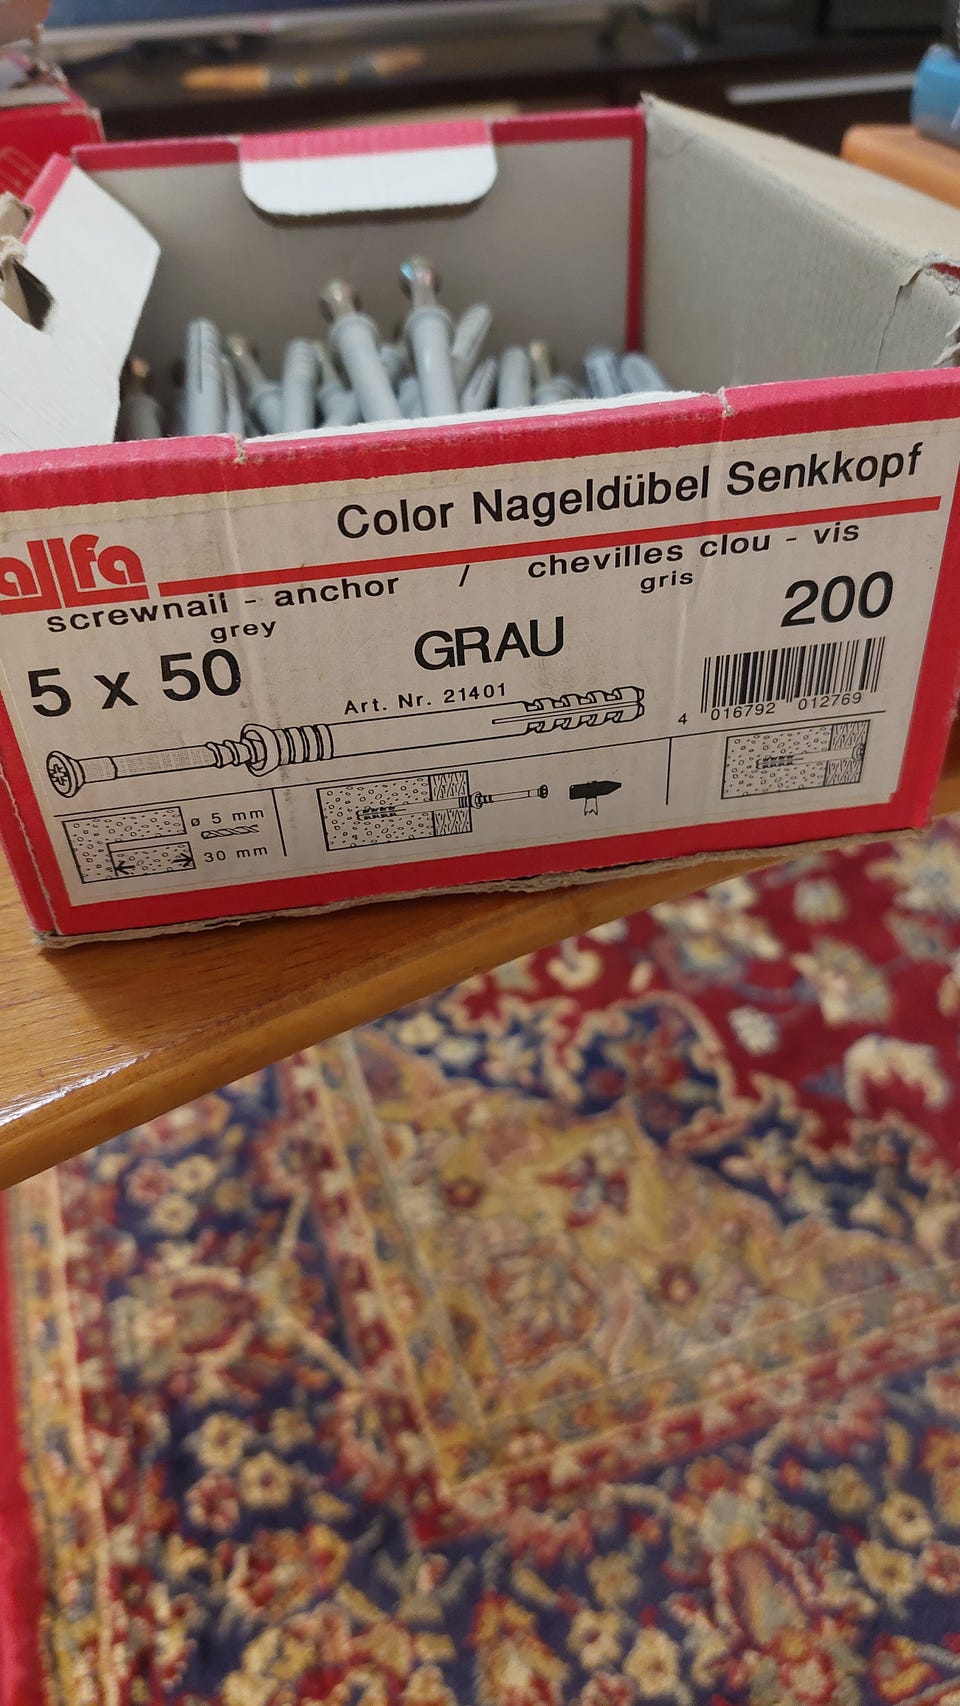 Color Nageldübel Senkkopf
allfa
screwnail - anchor / chevilles clou - vis
grey gris
5 x 50 GRAU 200
Art. Nr. 21401
4 016792 012769
ø 5 mm
30 mm